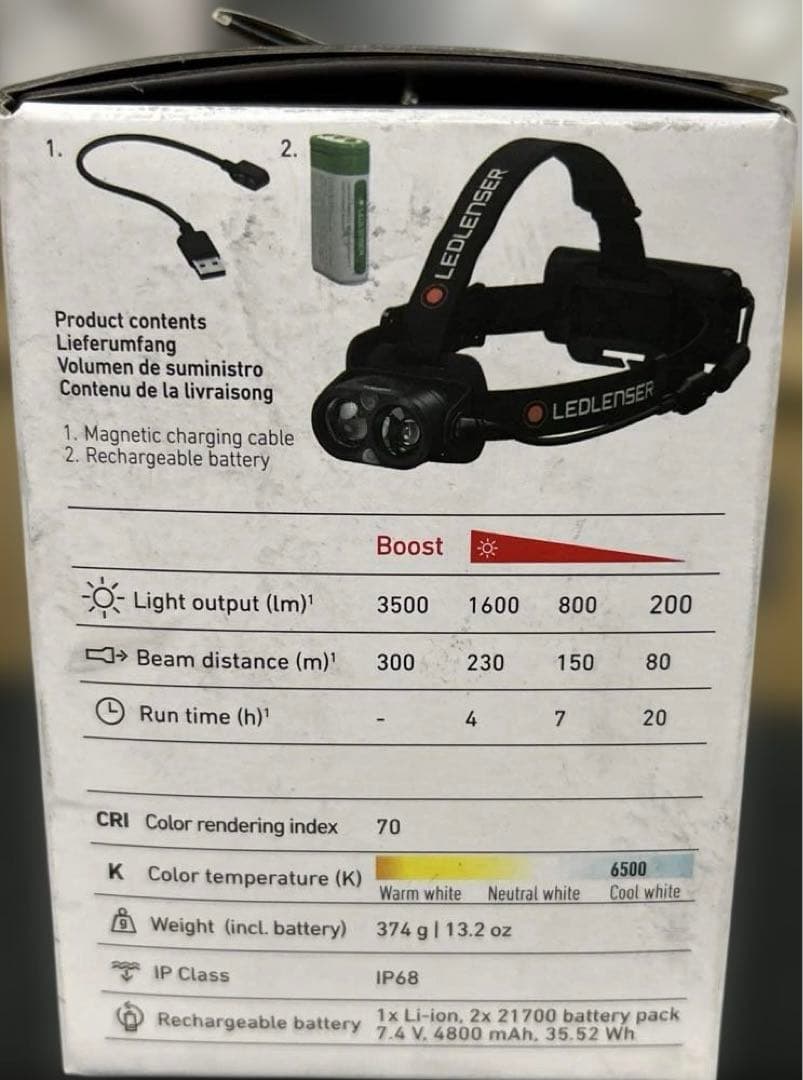 1.
2.
LEDLENSER
LEDLENSER
Product contents
Lieferumfang
Volumen de suministro
Contenu de la livraisong
1. Magnetic charging cable
2. Rechargeable battery
Boost
Light output (lm)¹ 3500 1600 800 200
Beam distance (m)¹ 300 230 150 80
Run time (h)¹ - 4 7 20
CRI Color rendering index 70
K Color temperature (K) 6500
Warm white Neutral white Cool white
g Weight (incl. battery) 374 g | 13.2 oz
IP Class IP68
Rechargeable battery 1x Li-ion, 2x 21700 battery pack
7.4 V, 4800 mAh, 35.52 Wh